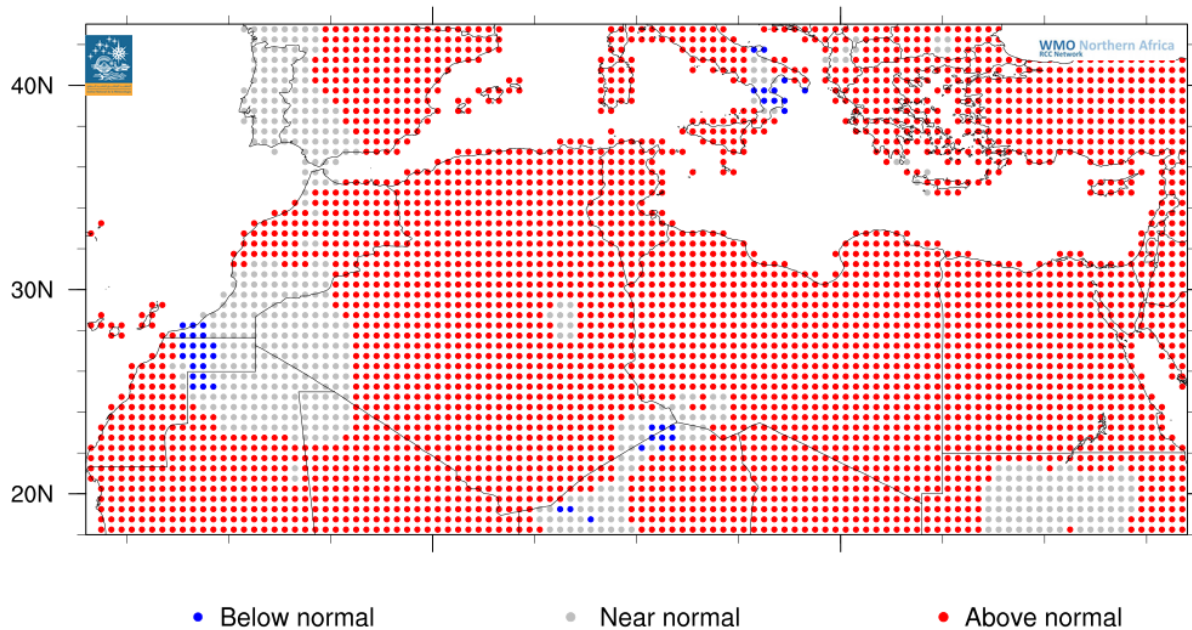 WMO Northern Africa
RCC Network
40N
30N
20N
Below normal
Near normal
Above normal